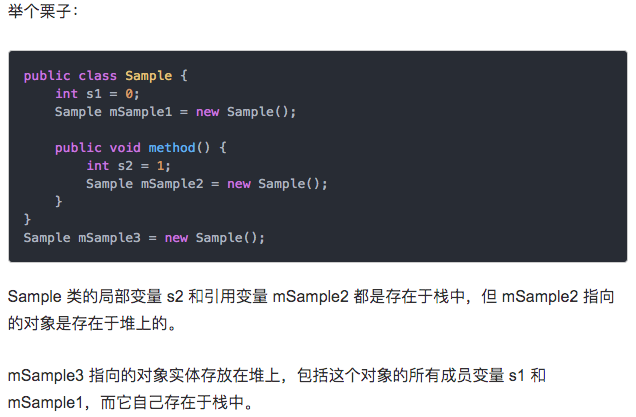 举个栗子：
public class Sample {
    int s1 = 0;
    Sample mSample1 = new Sample();
    public void method() {
        int s2 = 1;
        Sample mSample2 = new Sample();
    }
}
Sample mSample3 = new Sample();
Sample 类的局部变量 s2 和引用变量 mSample2 都是存在于栈中，但 mSample2 指向
的对象是存在于堆上的。
mSample3 指向的对象实体存放在堆上，包括这个对象的所有成员变量 s1 和
mSample1，而它自己存在于栈中。